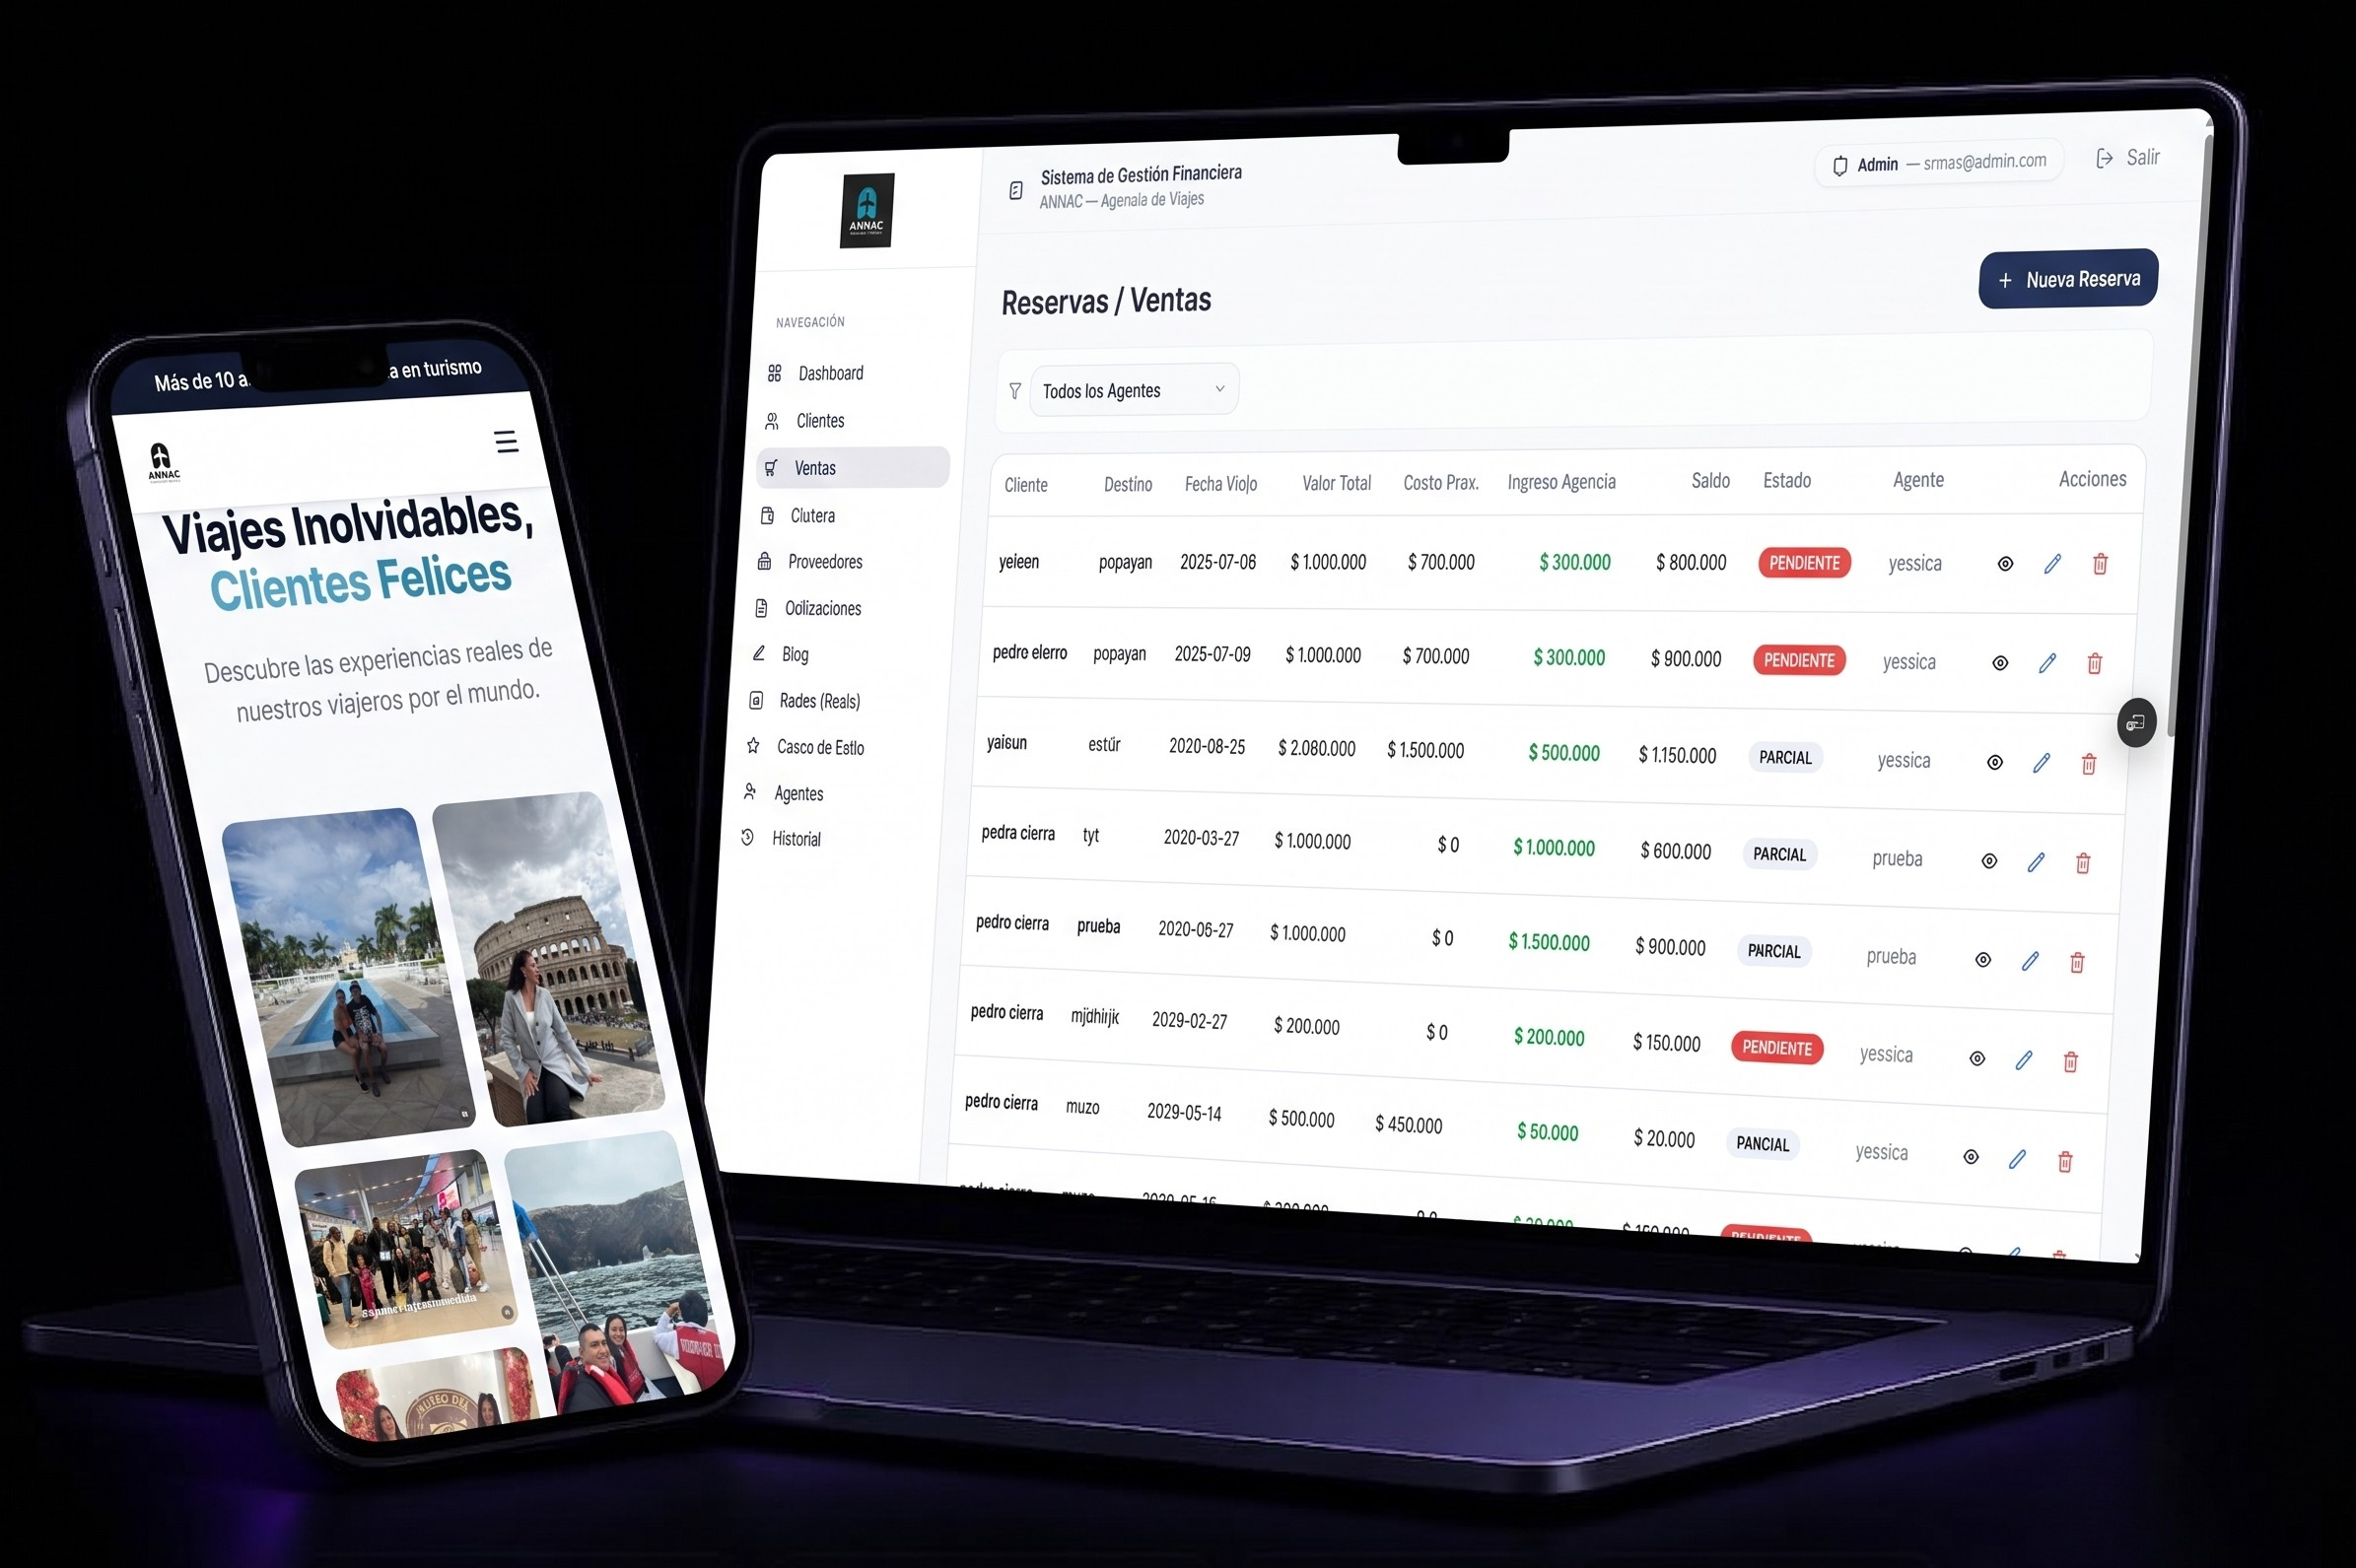 Más de 10 a
a en turismo
ANNAC
Viajes Inolvidables,
Clientes Felices
Descubre las experiencias reales de
nuestros viajeros por el mundo.
ANNAC
NAVEGACIÓN
Dashboard
Clientes
Ventas
Clutera
Proveedores
Oolizaciones
Blog
Rades (Reals)
Casco de Estlo
Agentes
Historial
Sistema de Gestión Financiera
ANNAC — Agenala de Viajes
Admin — srmas@admin.com
Salir
Reservas / Ventas
+ Nueva Reserva
Todos los Agentes
Cliente Destino Fecha Violo Valor Total Costo Prax. Ingreso Agencia Saldo Estado Agente Acciones
yeieen popayan 2025-07-06 $ 1.000.000 $ 700.000 $ 300.000 $ 800.000 PENDIENTE yessica
pedro elerro popayan 2025-07-09 $ 1.000.000 $ 700.000 $ 300.000 $ 900.000 PENDIENTE yessica
yaisun estúr 2020-08-25 $ 2.080.000 $ 1.500.000 $ 500.000 $ 1.150.000 PARCIAL yessica
pedra cierra tyt 2020-03-27 $ 1.000.000 $ 0 $ 1.000.000 $ 600.000 PARCIAL prueba
pedro cierra prueba 2020-06-27 $ 1.000.000 $ 0 $ 1.500.000 $ 900.000 PARCIAL prueba
pedro cierra 2029-02-27 $ 200.000 $ 0 $ 200.000 $ 150.000 PENDIENTE yessica
pedro cierra muzo 2029-05-14 $ 500.000 $ 450.000 $ 50.000 $ 20.000 PANCIAL yessica